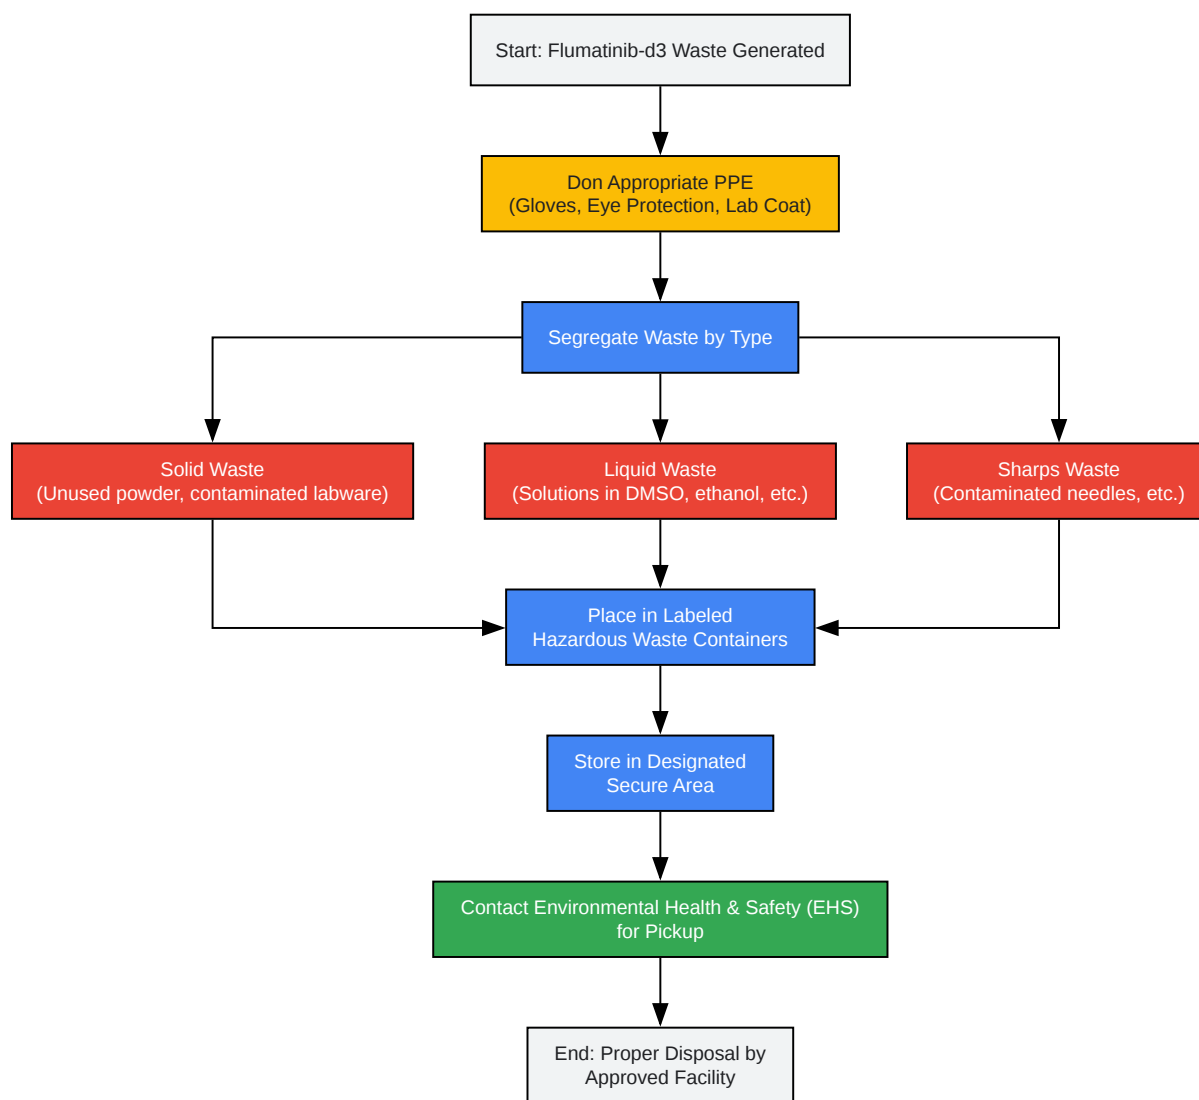 Start: Flumatinib-d3 Waste Generated
Don Appropriate PPE
(Gloves, Eye Protection, Lab Coat)
Segregate Waste by Type
Solid Waste
(Unused powder, contaminated labware)
Liquid Waste
(Solutions in DMSO, ethanol, etc.)
Sharps Waste
(Contaminated needles, etc.)
Place in Labeled
Hazardous Waste Containers
Store in Designated
Secure Area
Contact Environmental Health & Safety (EHS)
for Pickup
End: Proper Disposal by
Approved Facility